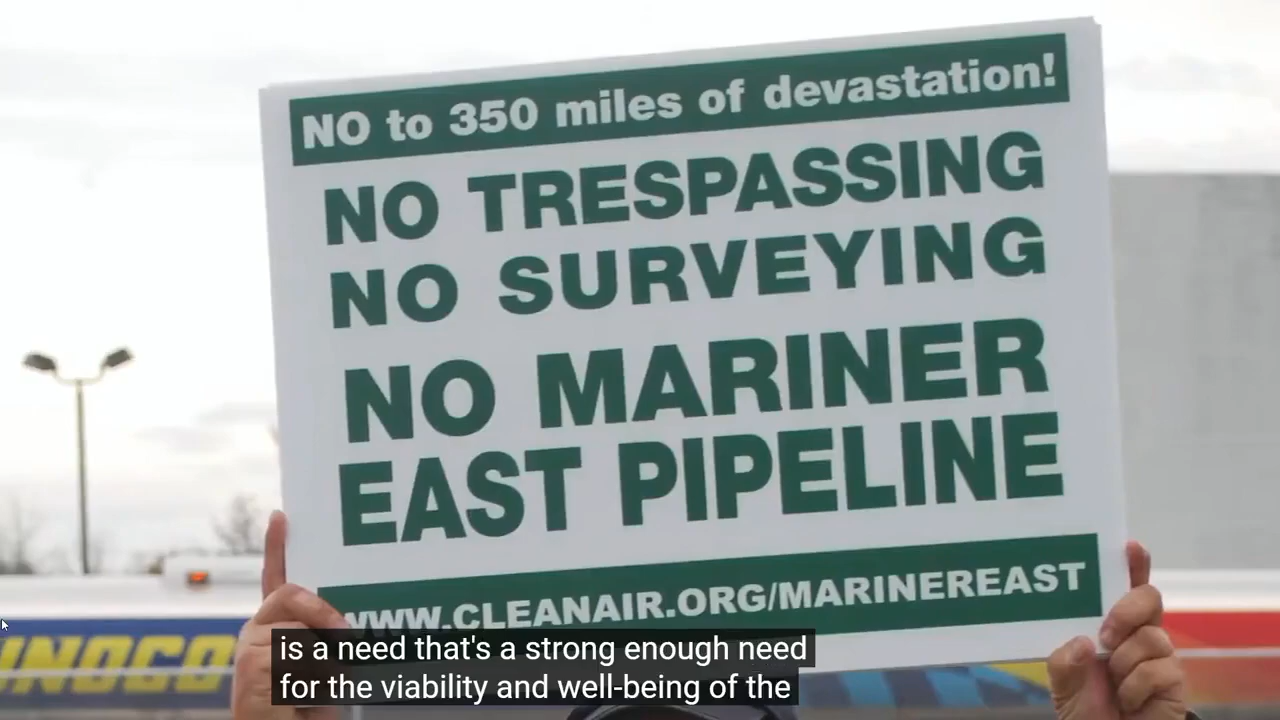 NO to 350 miles of devastation!
NO TRESPASSING
NO SURVEYING
NO MARINER
EAST PIPELINE
WWW.CLEANAIR.ORG/MARINEREAST
UNOCO
is a need that's a strong enough need
for the viability and well-being of the